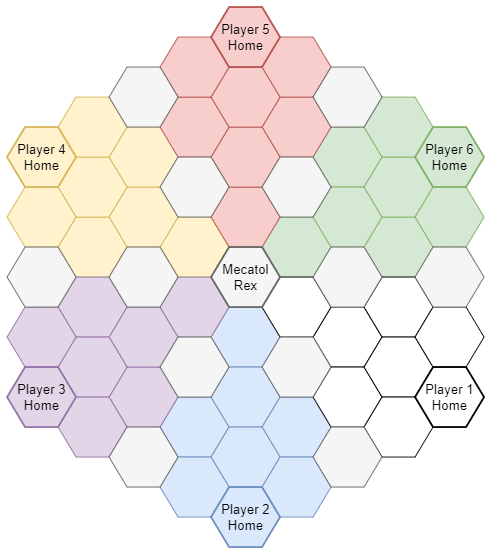 Player 5
Home
Player 4
Home
Player 6
Home
Mecatol
Rex
Player 3
Home
Player 1
Home
Player 2
Home